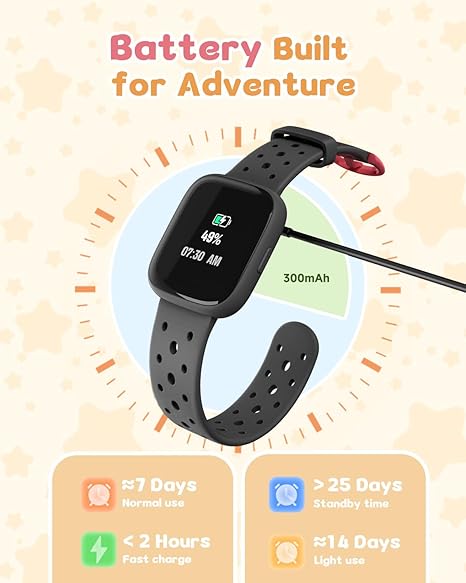 Battery Built
for Adventure
49%
07:30 AM
300mAh
≈7 Days
Normal use
< 2 Hours
Fast charge
> 25 Days
Standby time
≈14 Days
Light use